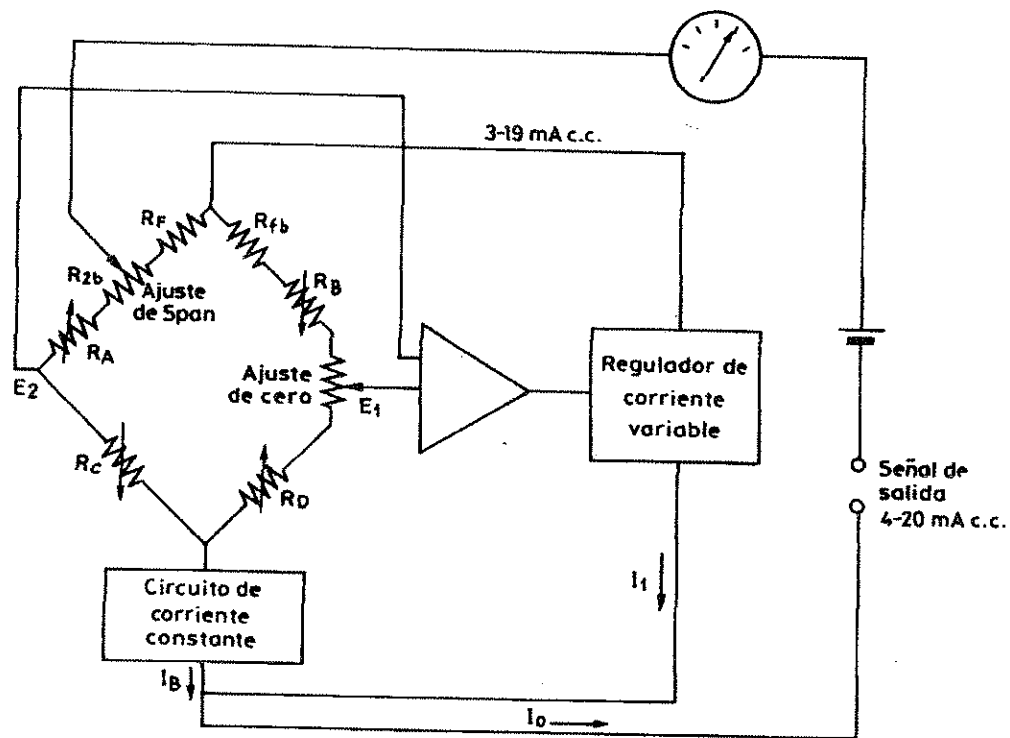 3-19 mA c.c.
RF
Rfb
R2b
RB
Ajuste
de Span
RA
E2
Ajuste
de cero
E1
Regulador de
corriente
variable
RC
RD
Señal de
salida
4-20 mA c.c.
Circuito de
corriente
constante
I1
IB
I0